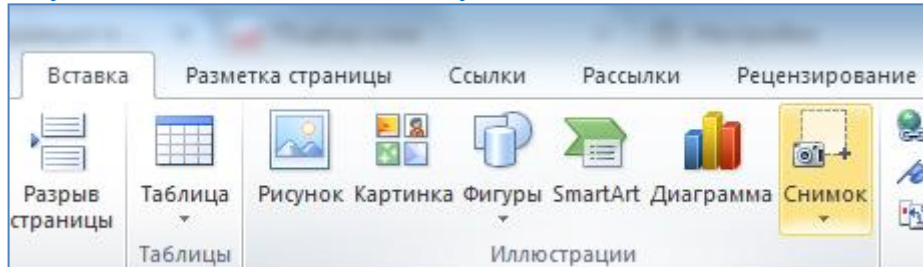 Вставка Разметка страницы Ссылки Рассылки Рецензирование
Разрыв страницы Таблица Рисунок Картинка Фигуры SmartArt Диаграмма Снимок
Таблицы Иллюстрации